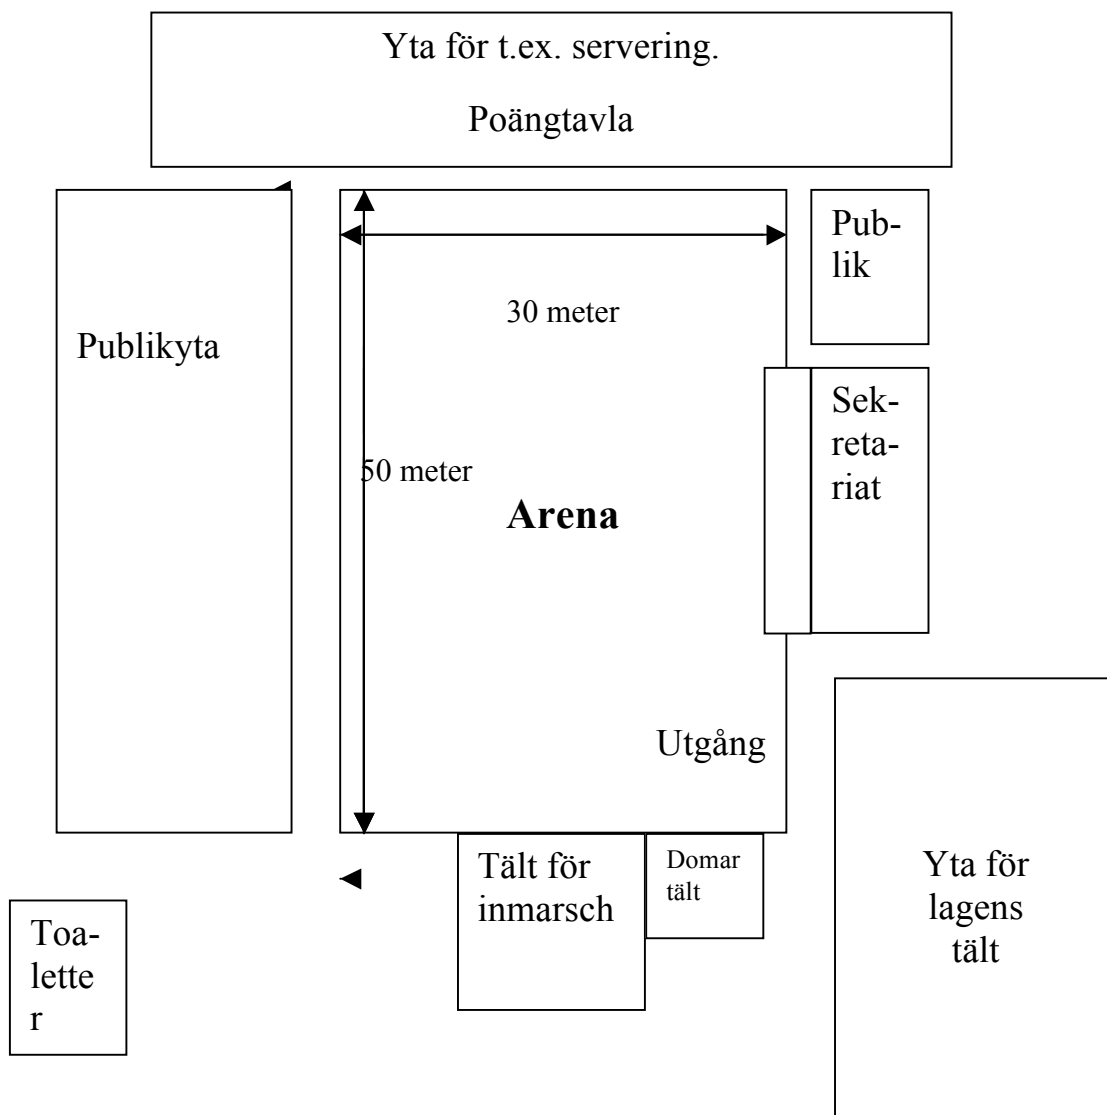 Yta för t.ex. servering.
Poängtavla
Pub-
lik
30 meter
Publikyta
Sek-
reta-
riat
50 meter
Arena
Utgång
Tält för
inmarsch
Domar
tält
Yta för
lagens
tält
Toa-
lette
r